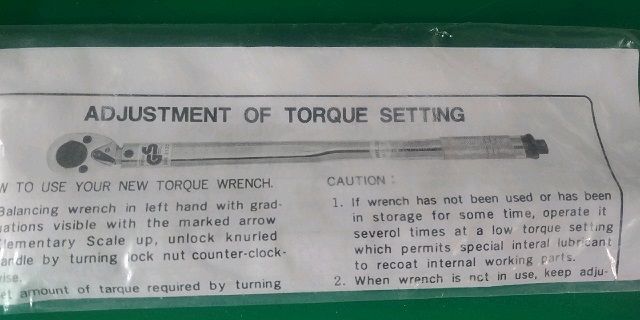 ADJUSTMENT OF TORQUE SETTING
GS
W TO USE YOUR NEW TORQUE WRENCH.
Balancing wrench in left hand with grad-
uations visible with the marked arrow
lementary Scale up, unlock knurled
andle by turning ock nut counter-clock-
wise.
et amount of tarque required by turning
CAUTION :
1. If wrench has not been used or has been
in storage for some time, operate it
severol times at a low torque setting
which permits special interal lubricant
to recoat internal working parts.
2. When wrench is not in use, keep adju-